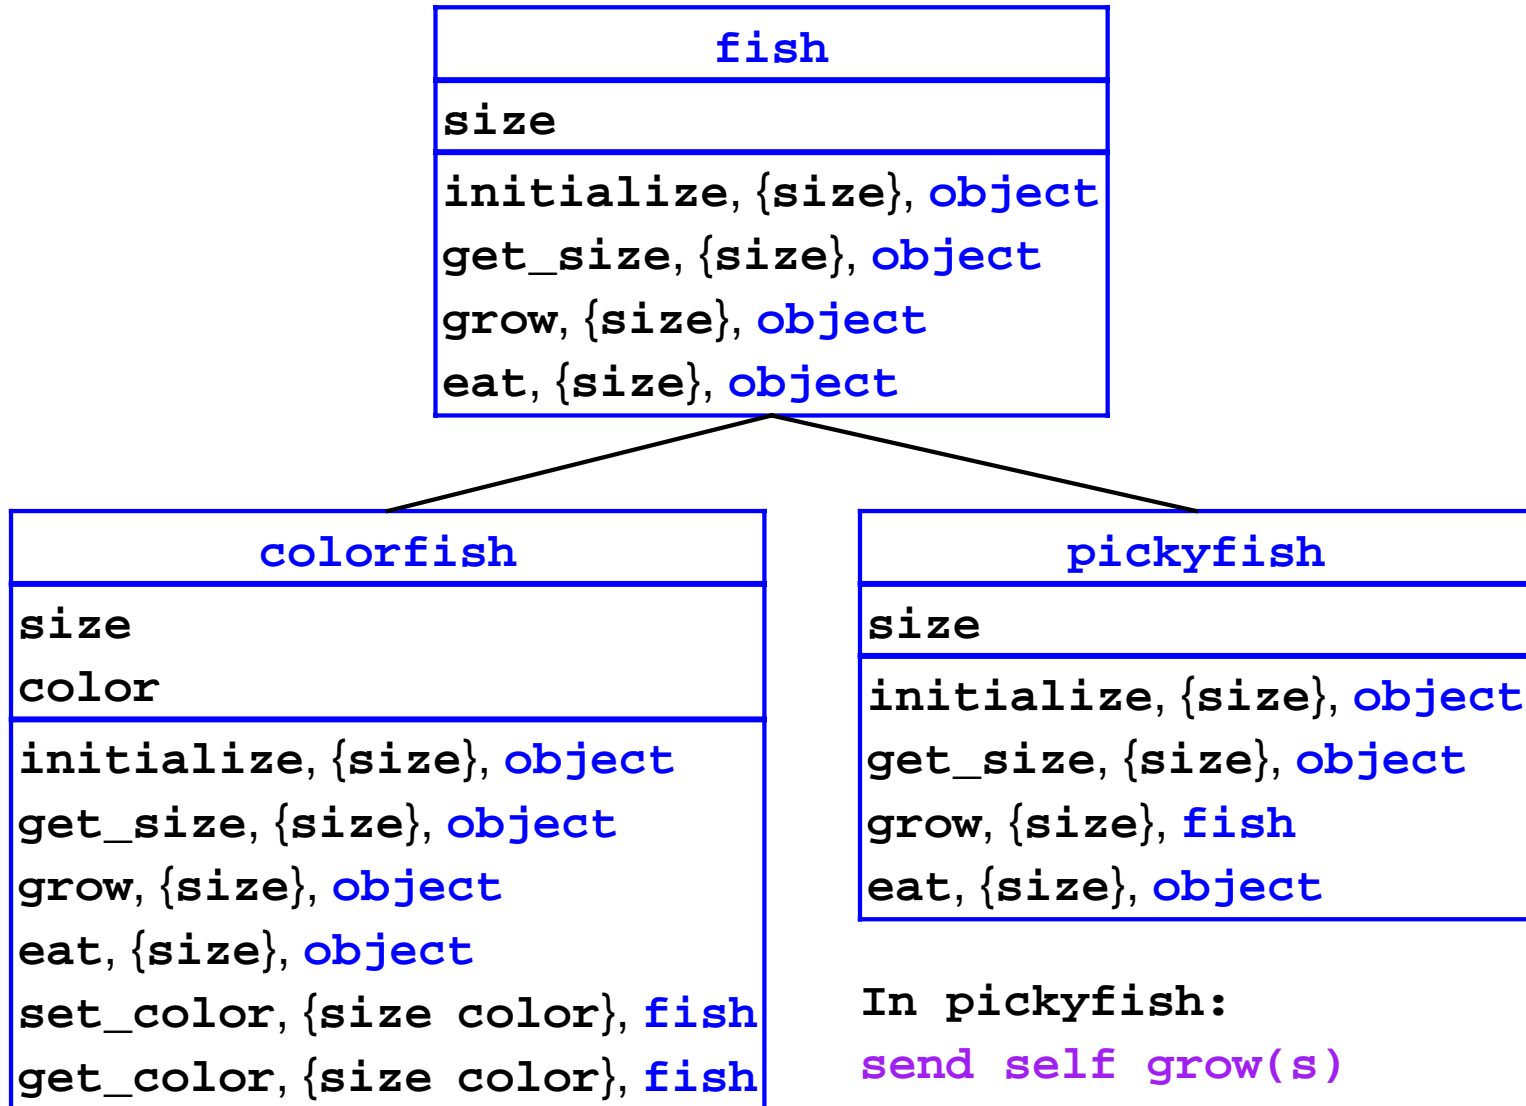 fish
size
initialize, {size}, object
get_size, {size}, object
grow, {size}, object
eat, {size}, object
colorfish
size
color
initialize, {size}, object
get_size, {size}, object
grow, {size}, object
eat, {size}, object
set_color, {size color}, fish
get_color, {size color}, fish
pickyfish
size
initialize, {size}, object
get_size, {size}, object
grow, {size}, fish
eat, {size}, object
In pickyfish:
send self grow(s)